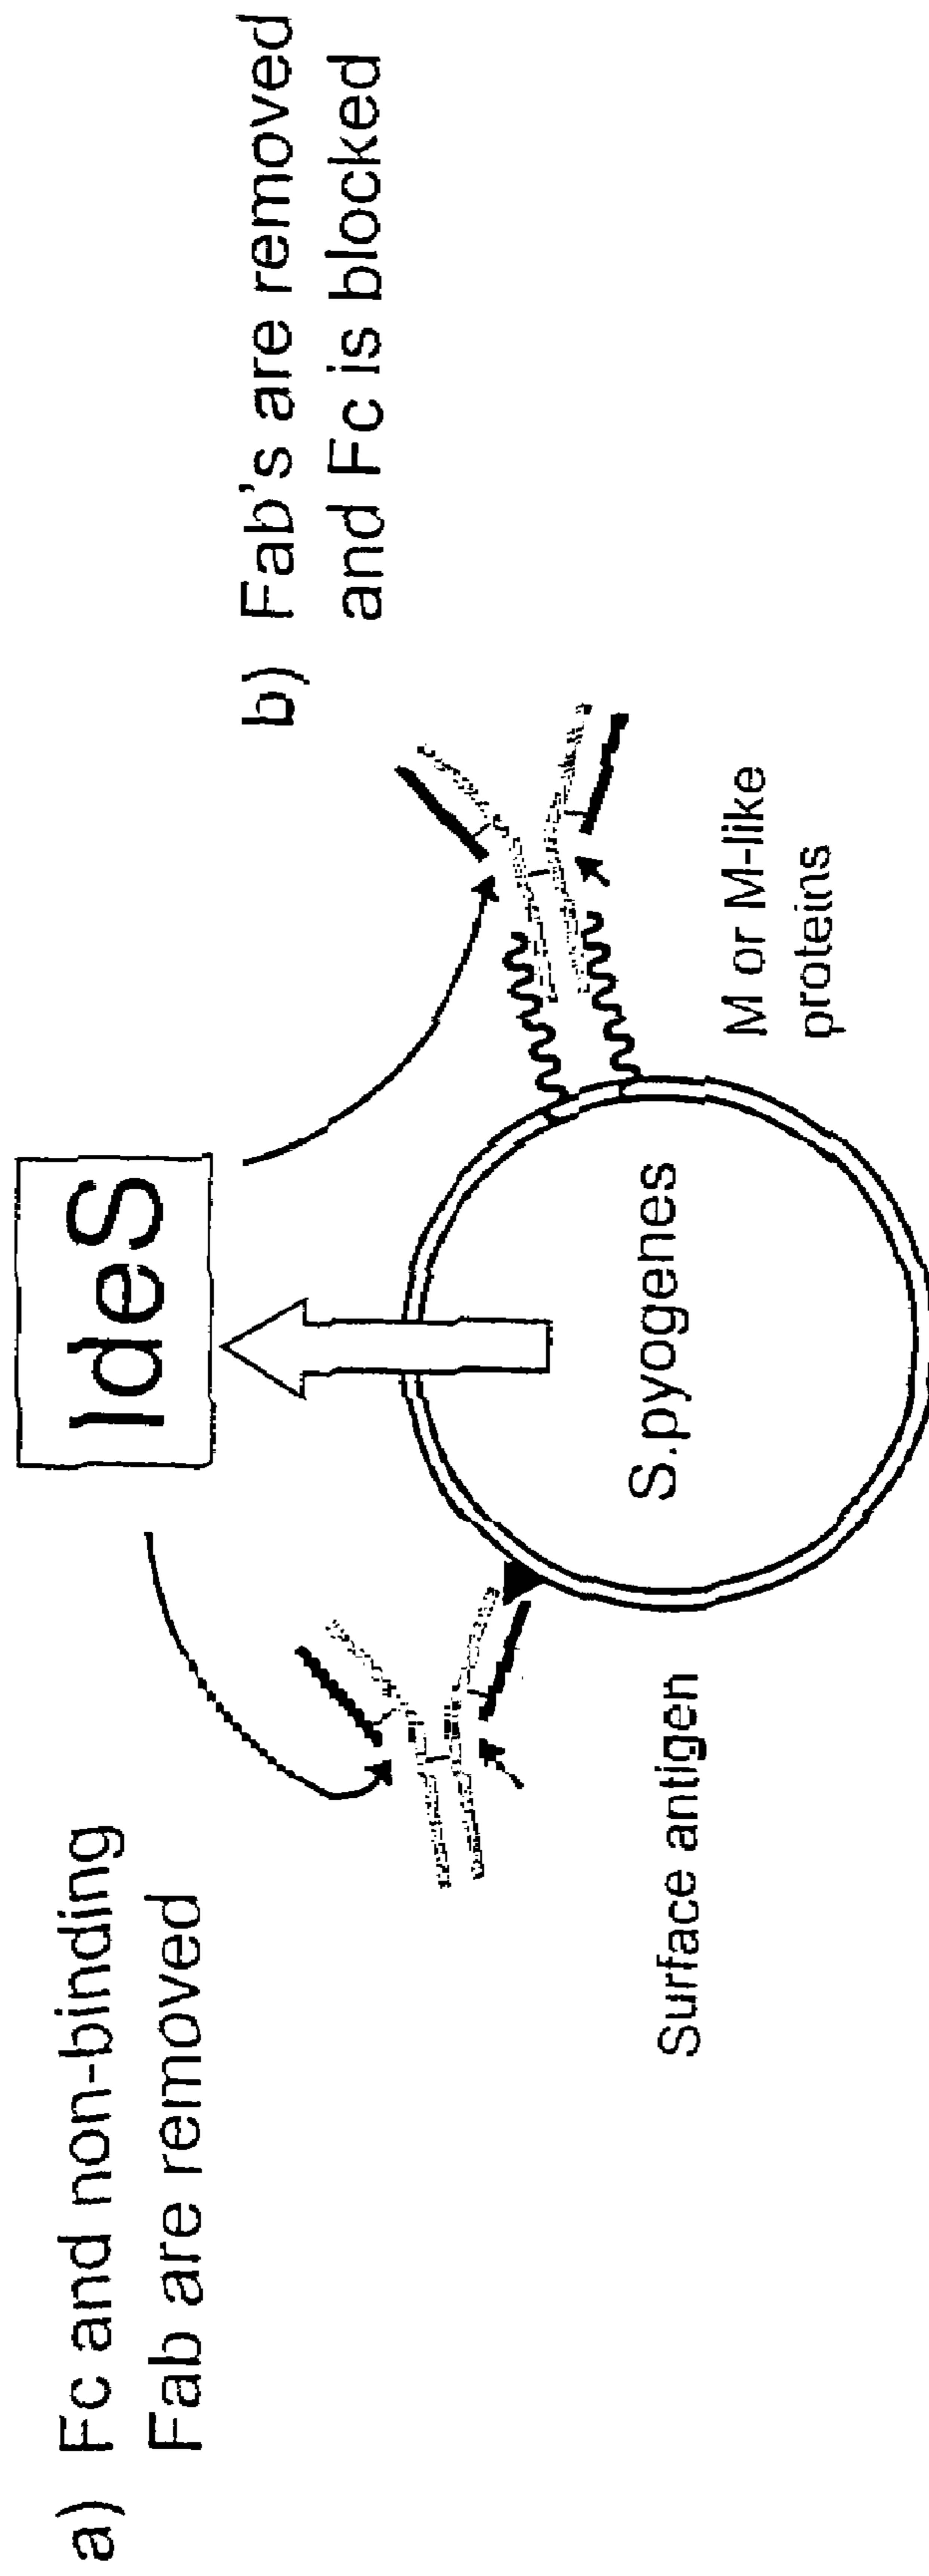 a) Fc and non-binding
Fab are removed
IdeS
b) Fab's are removed
and Fc is blocked
Surface antigen
S.pyogenes
M or M-like
proteins